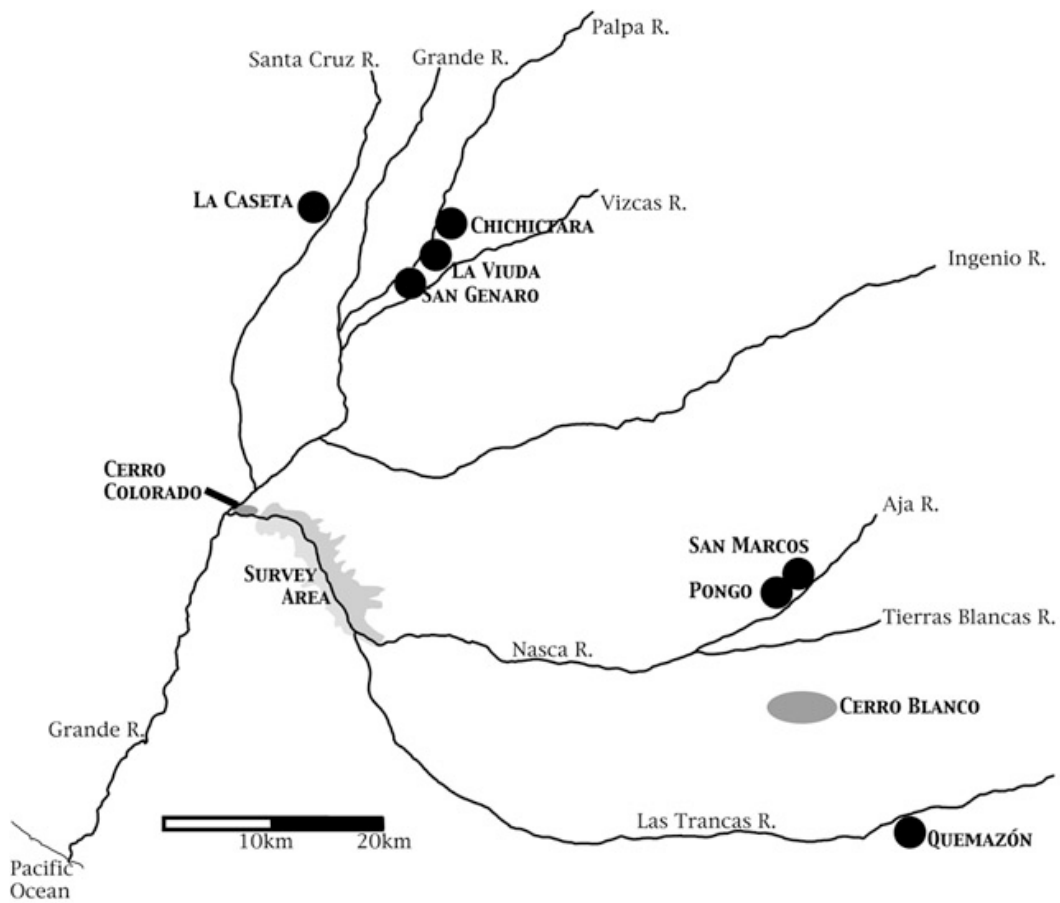 Palpa R.
Santa Cruz R.
Grande R.
LA CASETA
Vizcas R.
CHICHICTARA
LA VIUDA
SAN GENARO
Ingenio R.
CERRO
COLORADO
Aja R.
SAN MARCOS
SURVEY
AREA
PONGO
Tierras Blancas R.
Nasca R.
CERRO BLANCO
Grande R.
Las Trancas R.
QUEMAZÓN
10km
20km
Pacific
Ocean